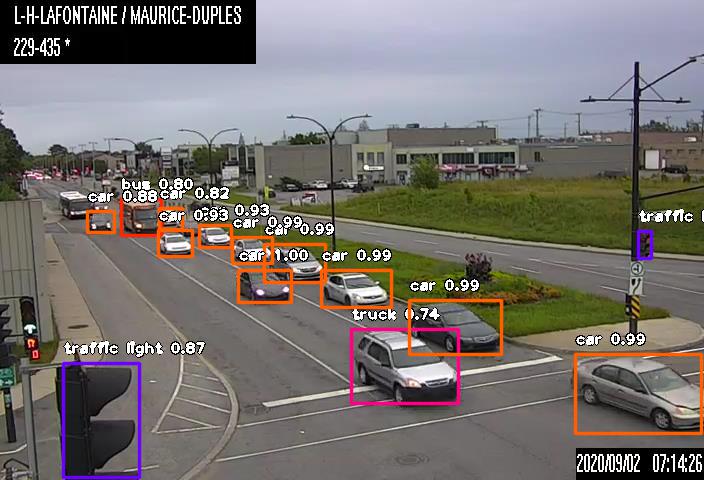 L-H-LAFONTAINE / MAURICE-DUPLES
229-435 *
bus 0.80
car 0.88
car 0.82
car 0.93
0.93
car 0.99
car 0.99
car 1.00
car 0.99
car 0.99
truck 0.74
car 0.99
traffic light 0.87
traffic l
2020/09/02 07:14:26